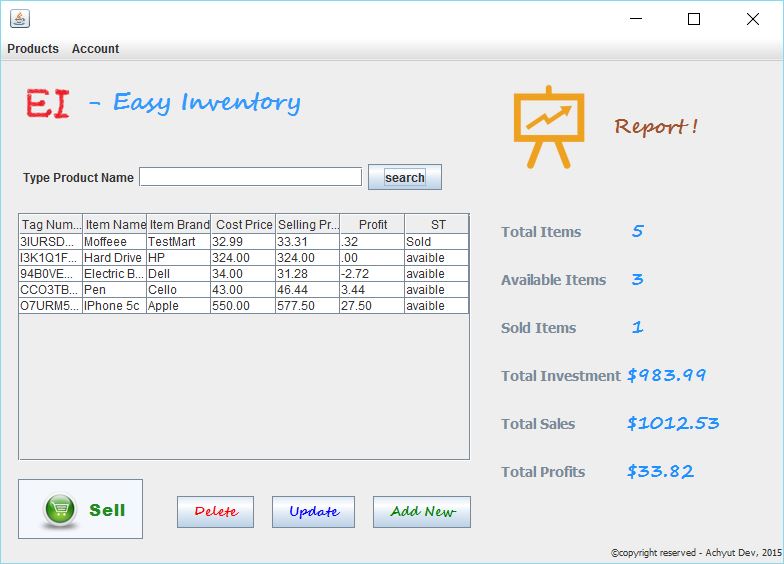 Products Account
EI - Easy Inventory
Report !
Type Product Name search
Tag Num... Item Name Item Brand Cost Price Selling Pr... Profit ST
3IURSD... Moffeee TestMart 32.99 33.31 .32 Sold
I3K1Q1F... Hard Drive HP 324.00 324.00 .00 avaible
94B0VE... Electric B... Dell 34.00 31.28 -2.72 avaible
CCO3TB... Pen Cello 43.00 46.44 3.44 avaible
O7URM5... IPhone 5c Apple 550.00 577.50 27.50 avaible
Total Items 5
Available Items 3
Sold Items 1
Total Investment $983.99
Total Sales $1012.53
Total Profits $33.82
Sell Delete Update Add New
©copyright reserved - Achyut Dev, 2015